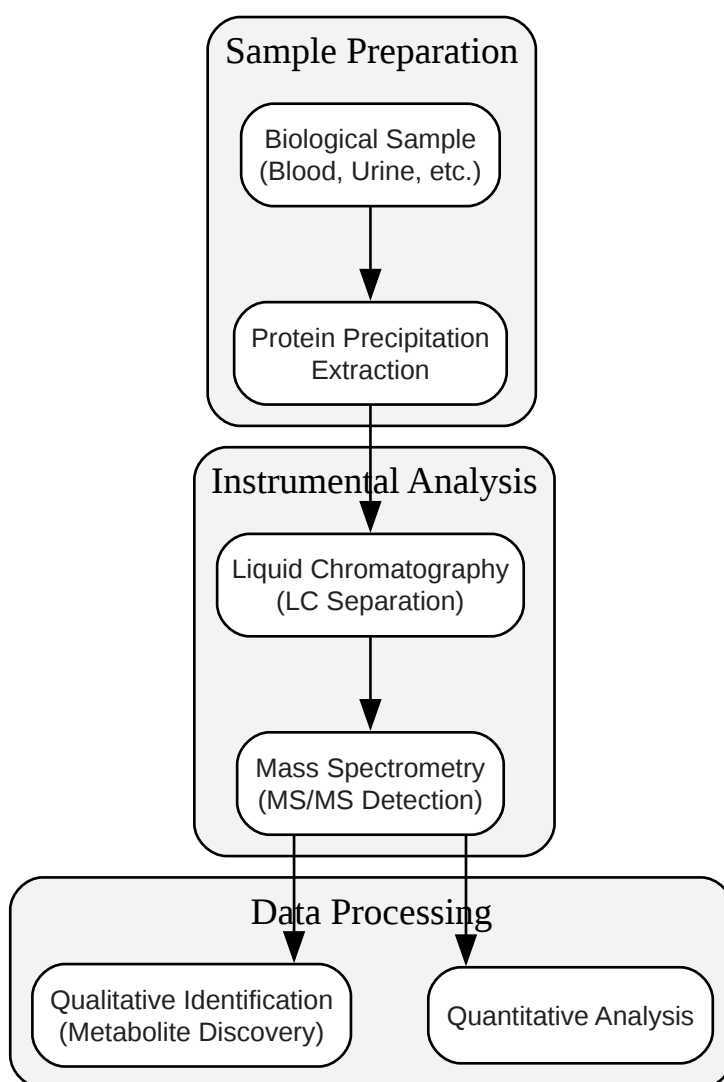 Sample Preparation
Biological Sample
(Blood, Urine, etc.)
Protein Precipitation
Extraction
Instrumental Analysis
Liquid Chromatography
(LC Separation)
Mass Spectrometry
(MS/MS Detection)
Data Processing
Qualitative Identification
(Metabolite Discovery)
Quantitative Analysis